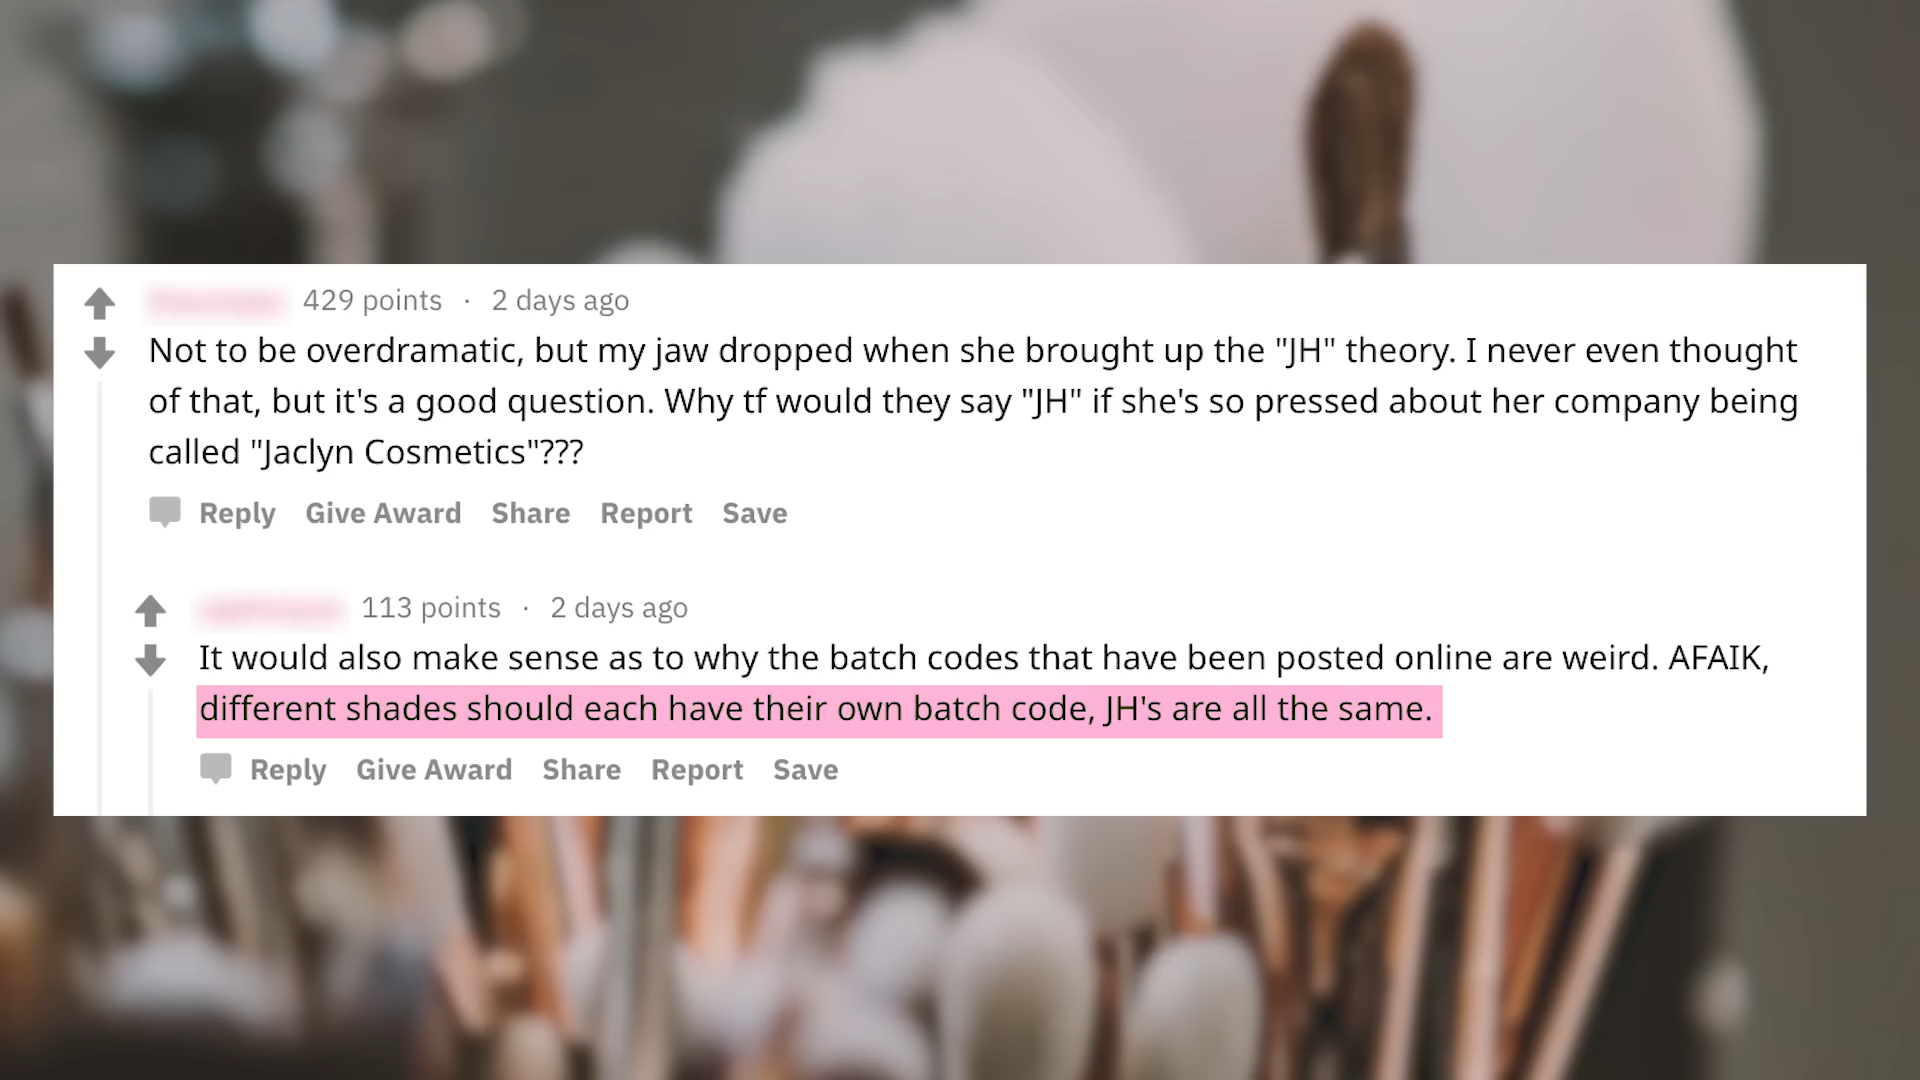 429 points · 2 days ago
Not to be overdramatic, but my jaw dropped when she brought up the "JH" theory. I never even thought
of that, but it's a good question. Why tf would they say "JH" if she's so pressed about her company being
called "Jaclyn Cosmetics"???
Reply Give Award Share Report Save
113 points · 2 days ago
It would also make sense as to why the batch codes that have been posted online are weird. AFAIK,
different shades should each have their own batch code, JH's are all the same.
Reply Give Award Share Report Save